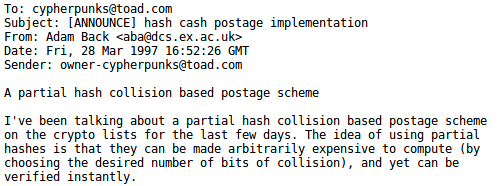 To: cypherpunks@toad.com
Subject: [ANNOUNCE] hash cash postage implementation
From: Adam Back <aba@dcs.ex.ac.uk>
Date: Fri, 28 Mar 1997 16:52:26 GMT
Sender: owner-cypherpunks@toad.com

A partial hash collision based postage scheme

I've been talking about a partial hash collision based postage scheme
on the crypto lists for the last few days. The idea of using partial
hashes is that they can be made arbitrarily expensive to compute (by
choosing the desired number of bits of collision), and yet can be
verified instantly.